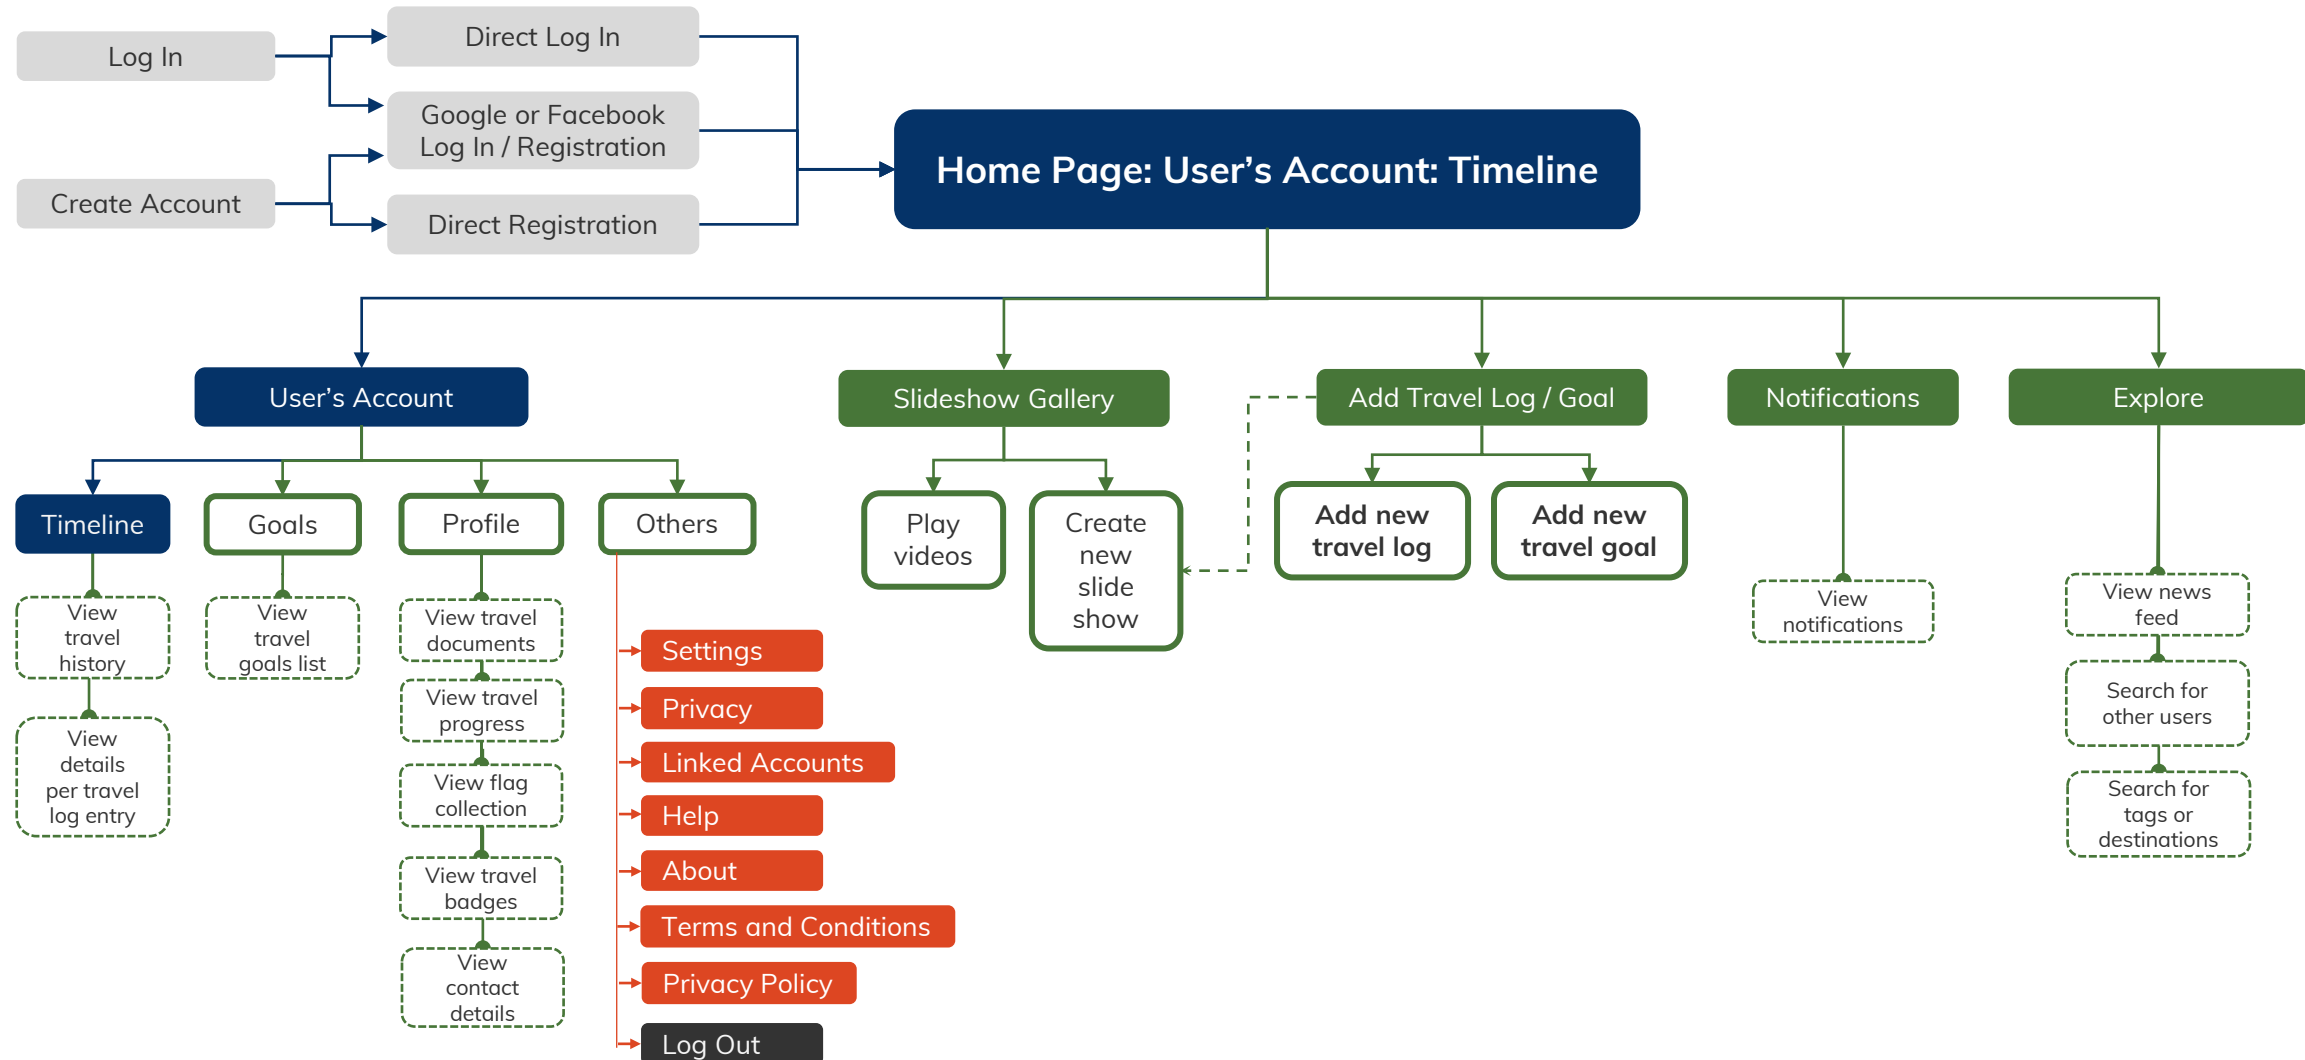 Log In
Direct Log In
Google or Facebook
Log In / Registration
Create Account
Direct Registration
Home Page: User’s Account: Timeline
User’s Account
Slideshow Gallery
Add Travel Log / Goal
Notifications
Explore
Timeline
Goals
Profile
Others
Play
videos
Create
new
slide
show
Add new
travel log
Add new
travel goal
View
travel
history
View
details
per travel
log entry
View
travel
goals list
View travel
documents
View travel
progress
View flag
collection
View travel
badges
View
contact
details
Settings
Privacy
Linked Accounts
Help
About
Terms and Conditions
Privacy Policy
Log Out
View
notifications
View news
feed
Search for
other users
Search for
tags or
destinations